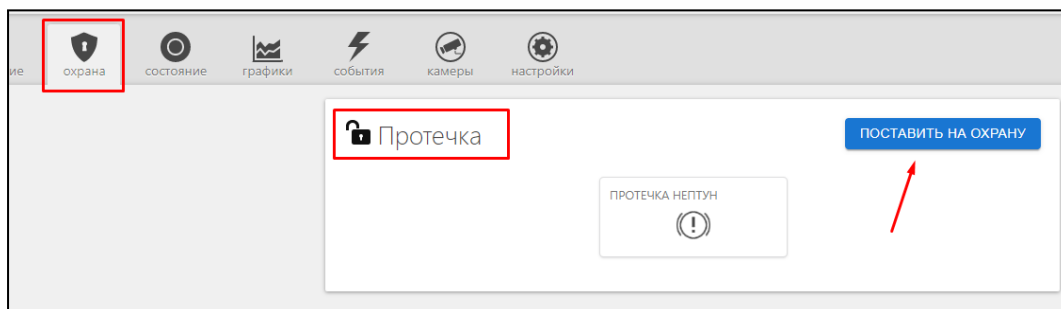 ие охрана состояние графики события камеры настройки
Протечка ПОСТАВИТЬ НА ОХРАНУ
ПРОТЕЧКА НЕПТУН